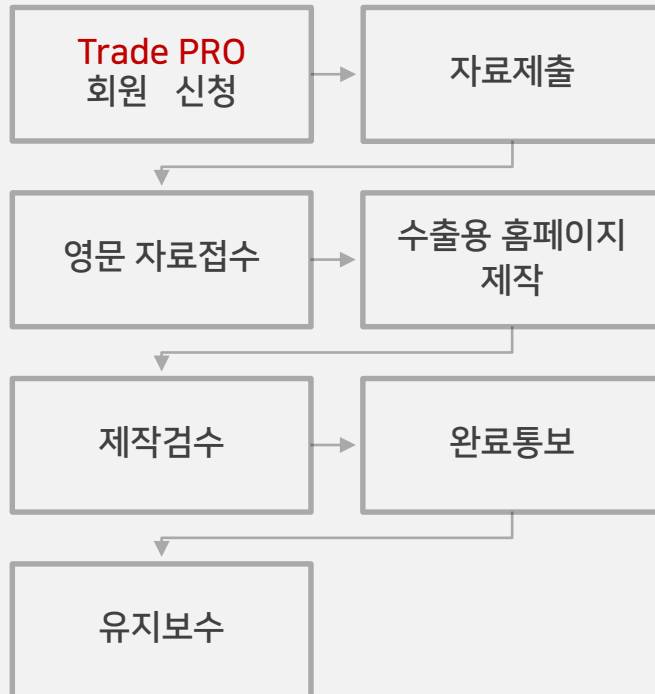 Trade PRO
회원 신청
자료제출
영문 자료접수
수출용 홈페이지
제작
제작검수
완료통보
유지보수